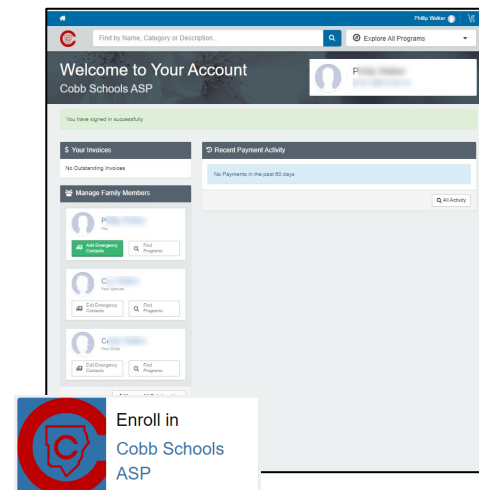 Phillip Walker
Find by Name, Category or Description...
Explore All Programs
Welcome to Your Account
Cobb Schools ASP
P
You have signed in successfully
$ Your Invoices
No Outstanding Invoices
Recent Payment Activity
No Payments in the past 60 days
All Activity
Manage Family Members
P
You
Add Emergency
Contacts
Find
Programs
C
Your Spouse
Edit Emergency
Contacts
Find
Programs
C
Your Child
Edit Emergency
Contacts
Find
Programs
C
Enroll in
Cobb Schools
ASP